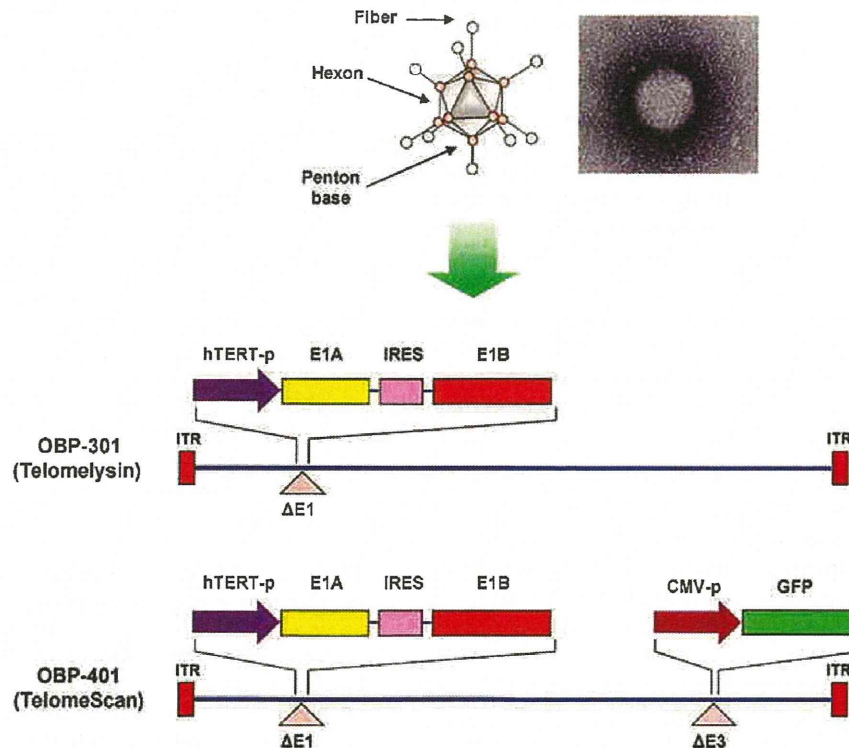 Fiber
Hexon
Penton
base
hTERT-p E1A IRES E1B
OBP-301
(Telomelysin)
ITR
ITR
ΔE1
hTERT-p E1A IRES E1B
CMV-p GFP
OBP-401
(TelomeScan)
ITR
ITR
ΔE1
ΔE3